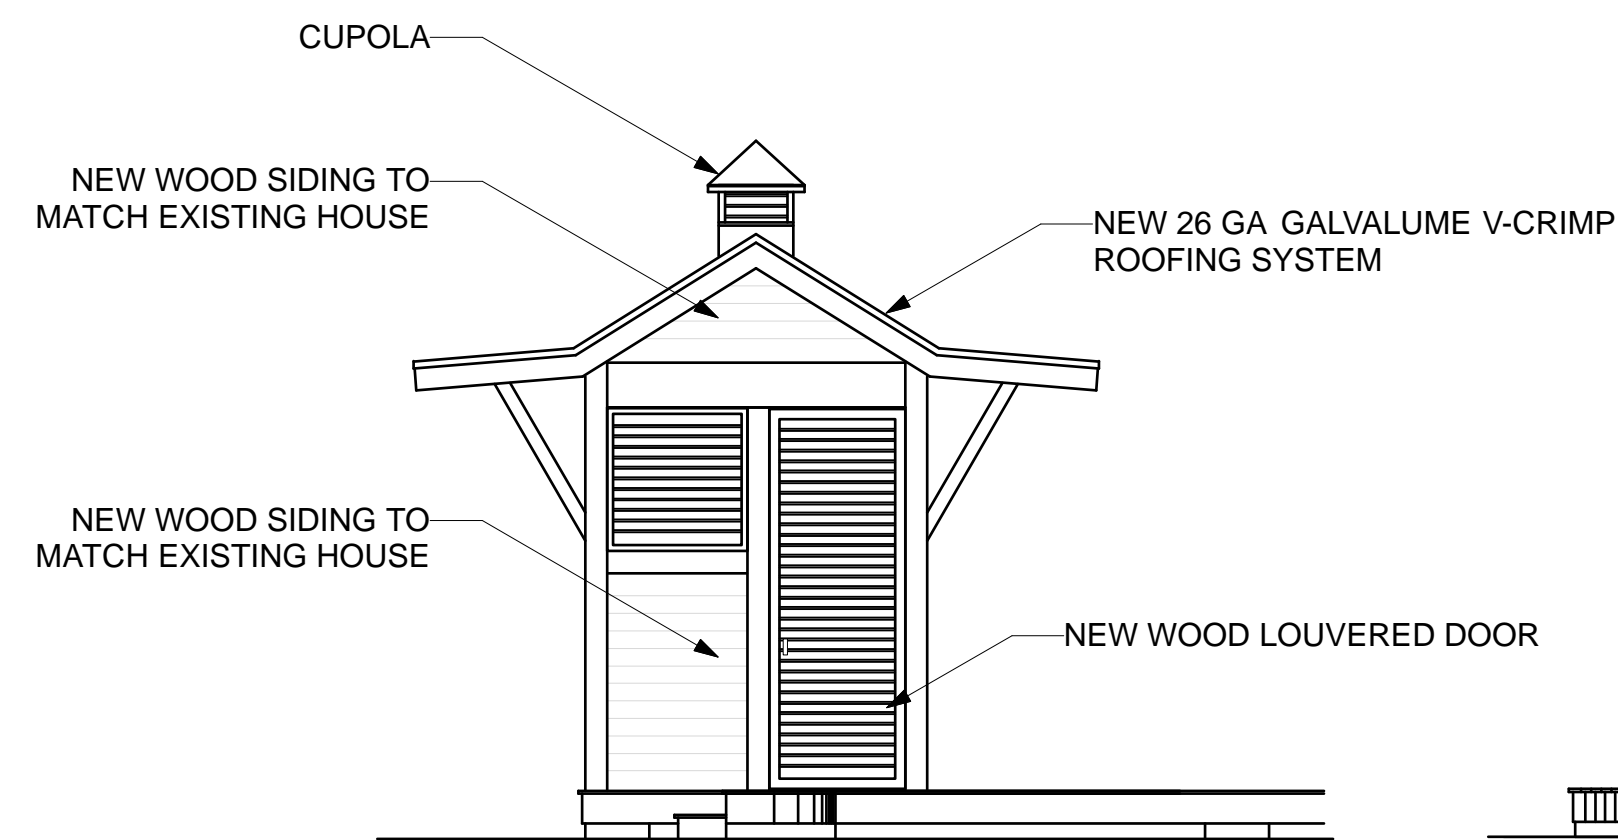 CUPOLA
NEW WOOD SIDING TO
MATCH EXISTING HOUSE
NEW 26 GA GALVALUME V-CRIMP
ROOFING SYSTEM
NEW WOOD SIDING TO
MATCH EXISTING HOUSE
NEW WOOD LOUVERED DOOR